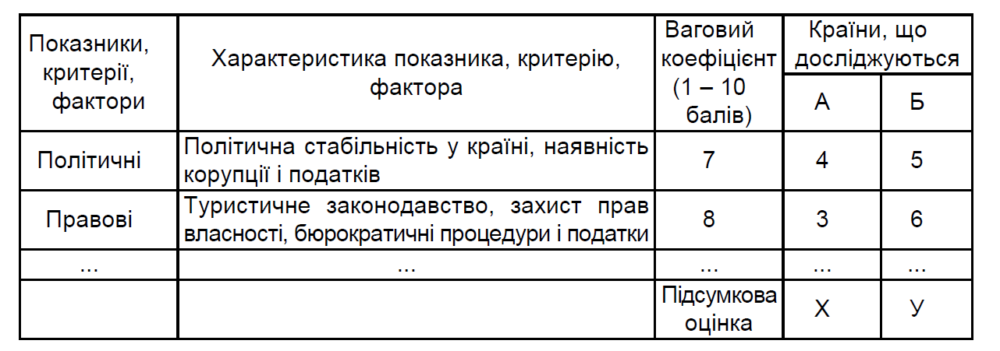 Показники,
критерії,
фактори
Характеристика показника, критерію,
фактора
Ваговий
коефіцієнт
(1 – 10
балів)
Країни, що
досліджуються
А
Б
Політичні
Політична стабільність у країні, наявність
корупції і податків
7
4
5
Правові
Туристичне законодавство, захист прав
власності, бюрократичні процедури і податки
8
3
6
...
...
...
...
...
Підсумкова
оцінка
Х
У